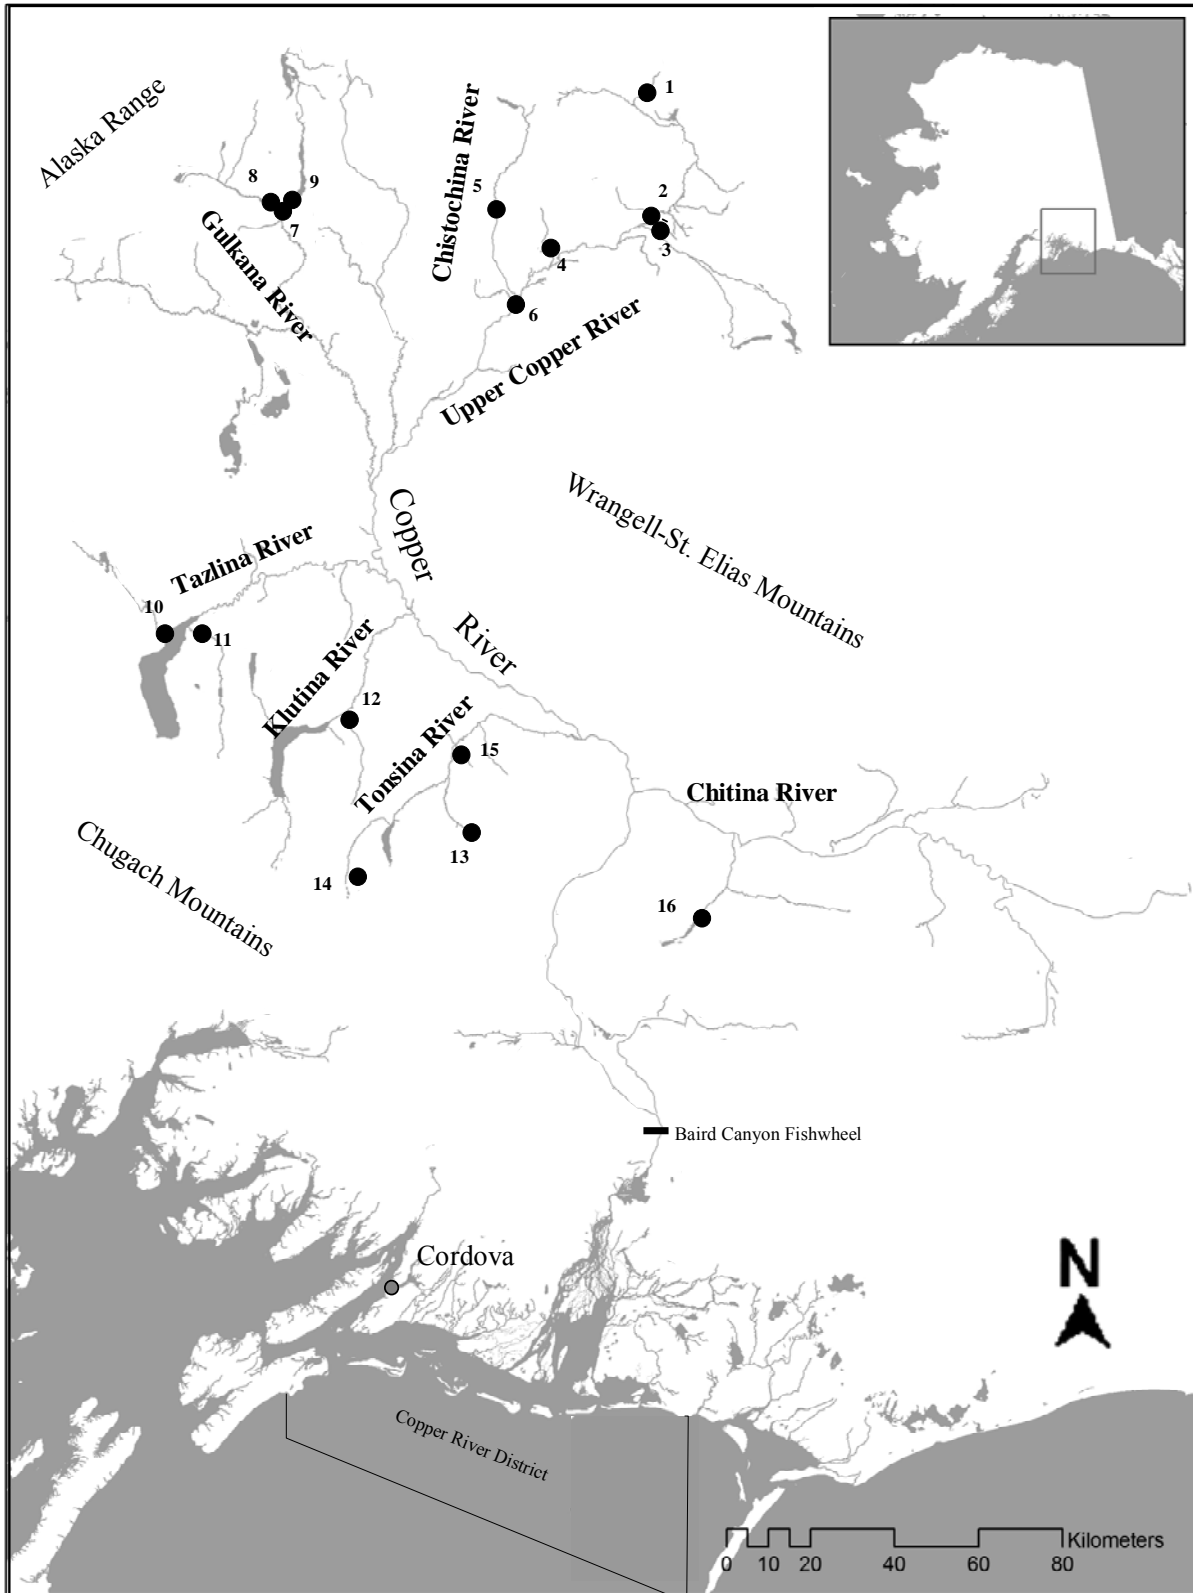 1
Alaska Range
Chistochina River
8
9
5
2
7
3
4
Gulkana River
6
Upper Copper River
Copper
River
Wrangell-St. Elias Mountains
Tazlina River
10
11
Klutina River
12
Tonsina River
15
Chitina River
13
Chugach Mountains
14
16
Baird Canyon Fishwheel
Cordova
N
Copper River District
Kilometers
0 10 20 40 60 80